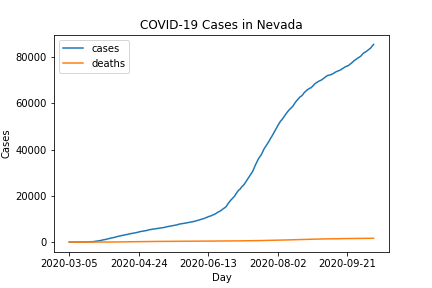 COVID-19 Cases in Nevada
cases
deaths
80000
60000
40000
20000
0
Cases
2020-03-05 2020-04-24 2020-06-13 2020-08-02 2020-09-21
Day